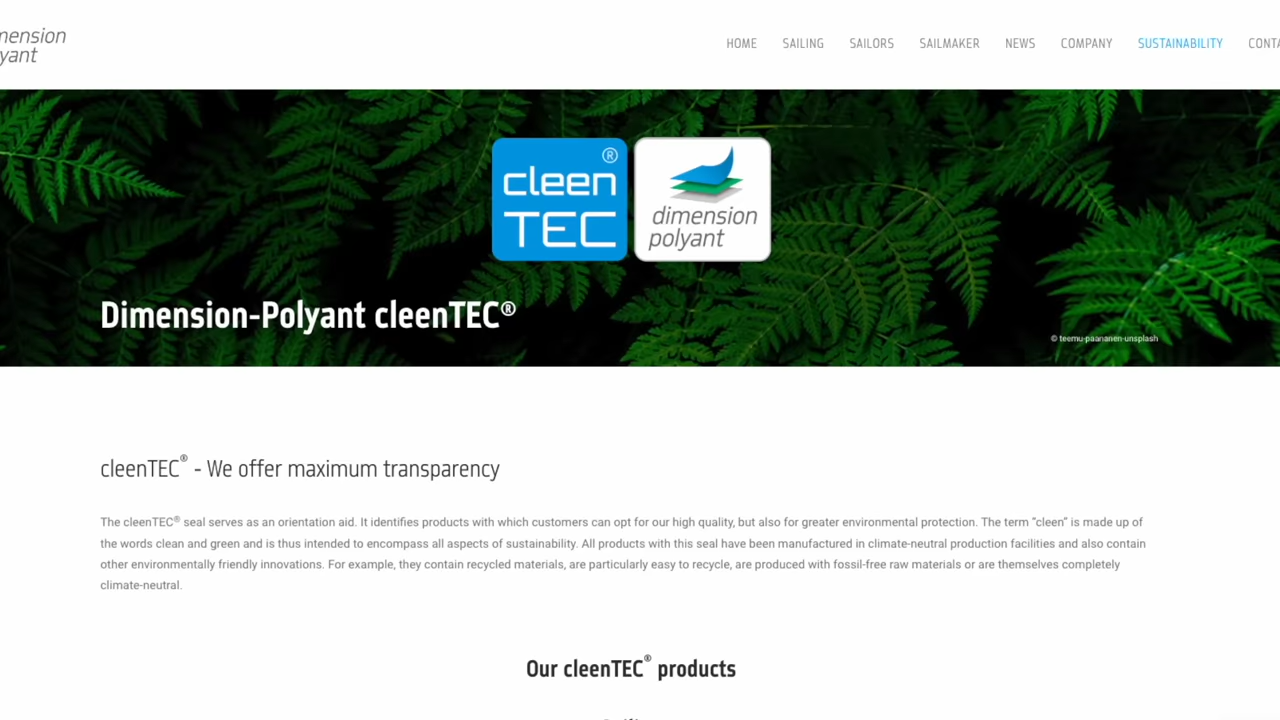 mension
yant
HOME SAILING SAILORS SAILMAKER NEWS COMPANY SUSTAINABILITY CONTA
cleen®
TEC
dimension
polyant
Dimension-Polyant cleenTEC®
© teemu-paananen-unsplash
cleenTEC® - We offer maximum transparency
The cleenTEC® seal serves as an orientation aid. It identifies products with which customers can opt for our high quality, but also for greater environmental protection. The term “cleen” is made up of
the words clean and green and is thus intended to encompass all aspects of sustainability. All products with this seal have been manufactured in climate-neutral production facilities and also contain
other environmentally friendly innovations. For example, they contain recycled materials, are particularly easy to recycle, are produced with fossil-free raw materials or are themselves completely
climate-neutral.
Our cleenTEC® products